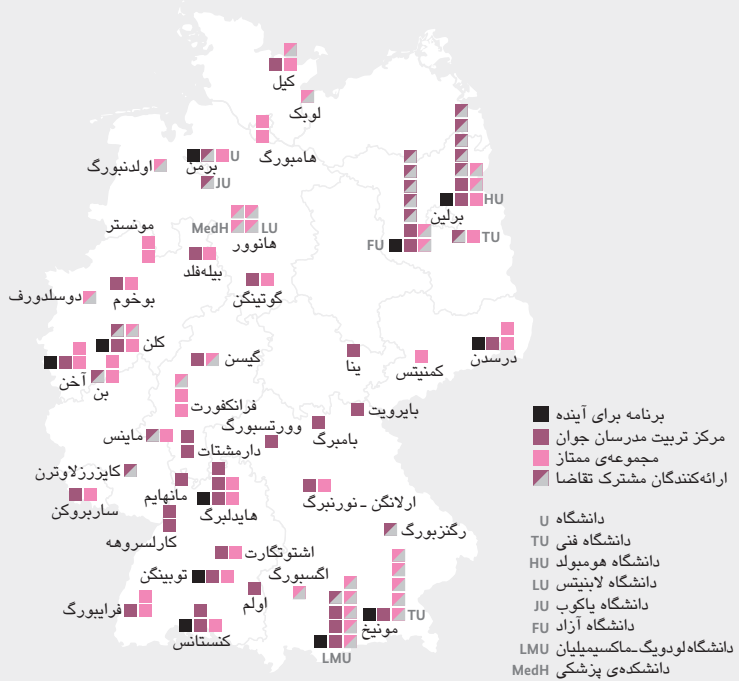 کیل
لوبک
هامبورگ
U
برمن
اولدنبورگ
JU
مونستر
MedH
LU
هانوور
HU
برلین
TU
FU
بیله‌فلد
بوخوم
گوتینگن
دوسلدورف
کلن
گیسن
ینا
کمنیتس
درسدن
آخن
بن
فرانکفورت
وورتسبورگ
بایرویت
بامبرگ
ماینس
دارمشتات
کایزرزلاوترن
مانهایم
هایدلبرگ
ارلانگن ـ نورنبرگ
ساربروکن
کارلسروهه
رگنزبورگ
اشتوتگارت
توبینگن
اولم
اگسبورگ
فرایبورگ
کنستانس
مونیخ
TU
LMU
برنامه برای آینده
مرکز تربیت مدرسان جوان
مجموعه‌ی ممتاز
ارائه‌کنندگان مشترک تقاضا
دانشگاه U
دانشگاه فنی TU
دانشگاه هومبولد HU
دانشگاه لابنیتس LU
دانشگاه یاکوب JU
دانشگاه آزاد FU
دانشگاه‌لودویگ‌ـ‌ماکسیمیلیان LMU
دانشکده‌ی پزشکی MedH